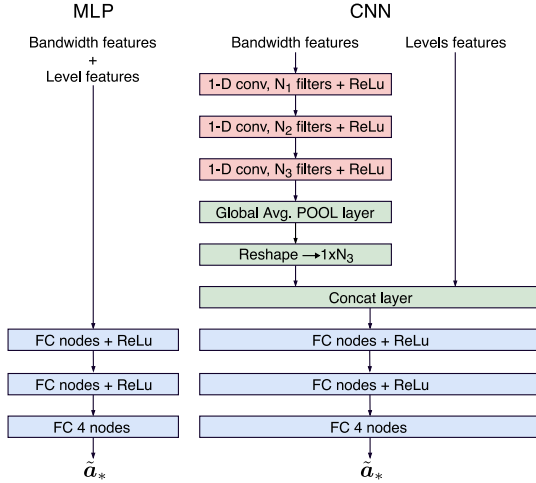 MLP
Bandwidth features
+
Level features
FC nodes + ReLu
FC nodes + ReLu
FC 4 nodes
ã*
CNN
Bandwidth features
Levels features
1-D conv, N₁ filters + ReLu
1-D conv, N₂ filters + ReLu
1-D conv, N₃ filters + ReLu
Global Avg. POOL layer
Reshape →1xN₃
Concat layer
FC nodes + ReLu
FC nodes + ReLu
FC 4 nodes
ã*